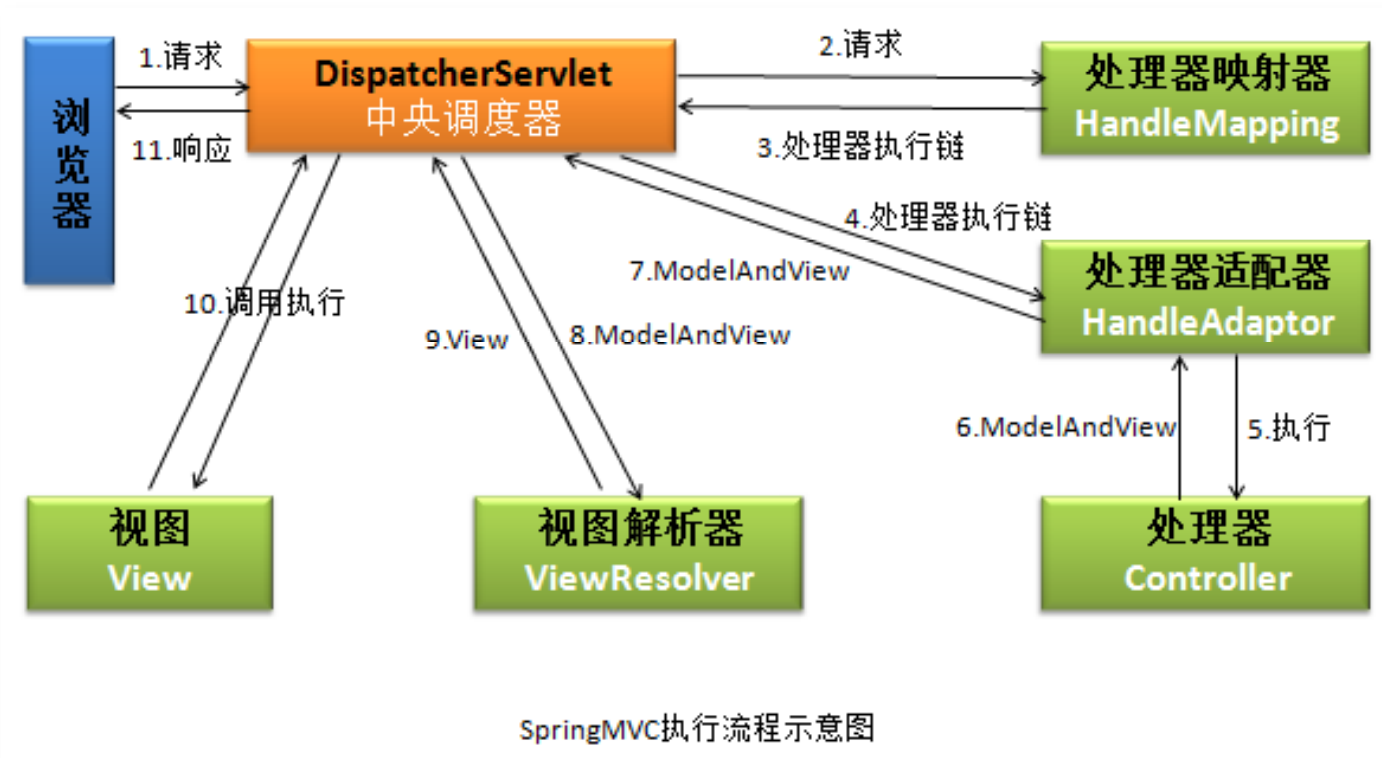 1.请求
2.请求
浏
览
器
DispatcherServlet
中央调度器
处理器映射器
HandleMapping
11.响应
3.处理器执行链
4.处理器执行链
7.ModelAndView
处理器适配器
HandleAdaptor
10.调用执行
9.View
8.ModelAndView
6.ModelAndView
5.执行
视图
View
视图解析器
ViewResolver
处理器
Controller
SpringMVC执行流程示意图